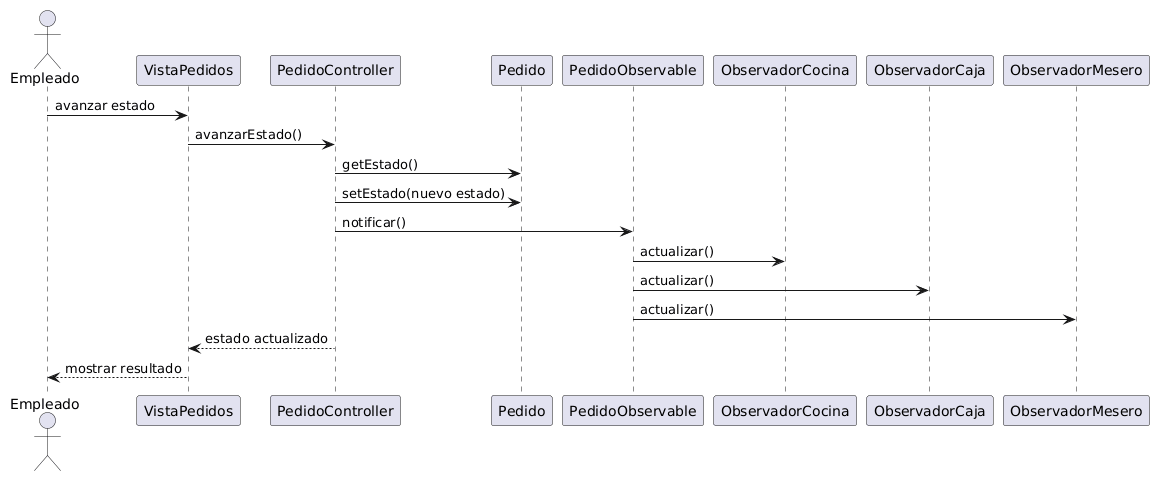 Empleado
VistaPedidos
PedidoController
Pedido
PedidoObservable
ObservadorCocina
ObservadorCaja
ObservadorMesero
avanzar estado
avanzarEstado()
getEstado()
setEstado(nuevo estado)
notificar()
actualizar()
actualizar()
actualizar()
estado actualizado
mostrar resultado
Empleado
VistaPedidos
PedidoController
Pedido
PedidoObservable
ObservadorCocina
ObservadorCaja
ObservadorMesero